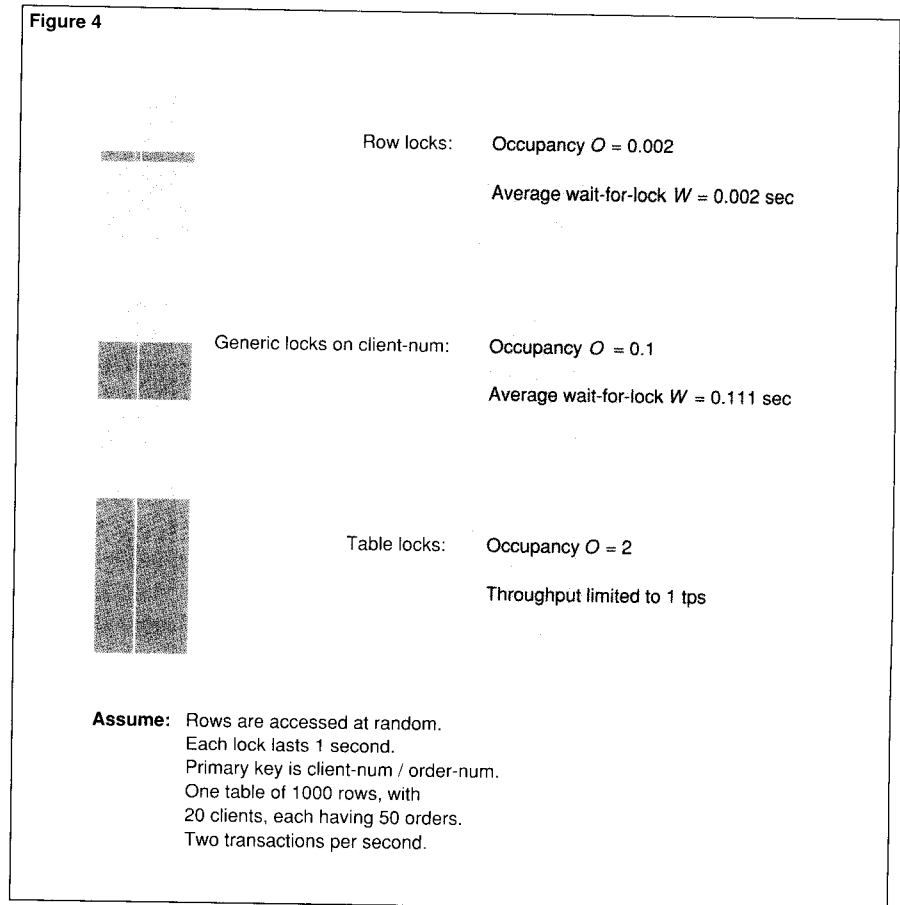 Figure 4
Row locks: Occupancy O = 0.002
Average wait-for-lock W = 0.002 sec
Generic locks on client-num: Occupancy O = 0.1
Average wait-for-lock W = 0.111 sec
Table locks: Occupancy O = 2
Throughput limited to 1 tps
Assume: Rows are accessed at random.
Each lock lasts 1 second.
Primary key is client-num / order-num.
One table of 1000 rows, with
20 clients, each having 50 orders.
Two transactions per second.